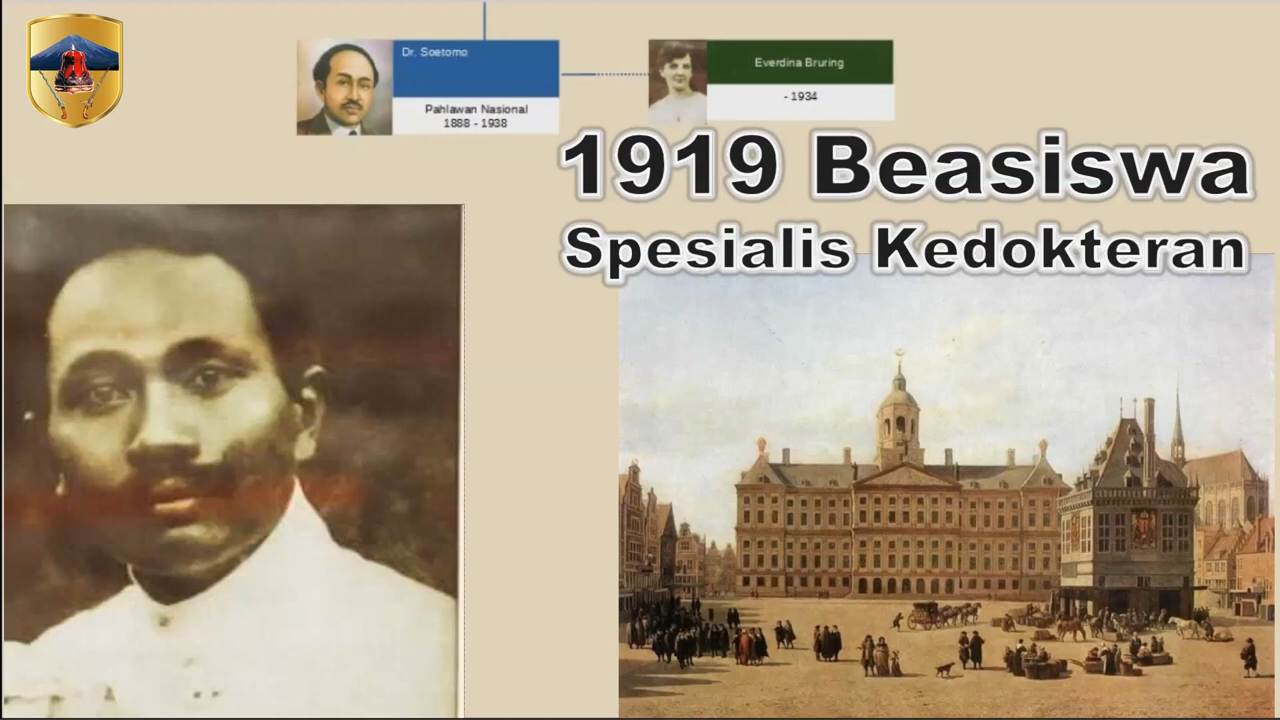 Dr. Soetomo
Pahlawan Nasional
1888 - 1938
Everdina Bruring
- 1934
1919 Beasiswa
Spesialis Kedokteran